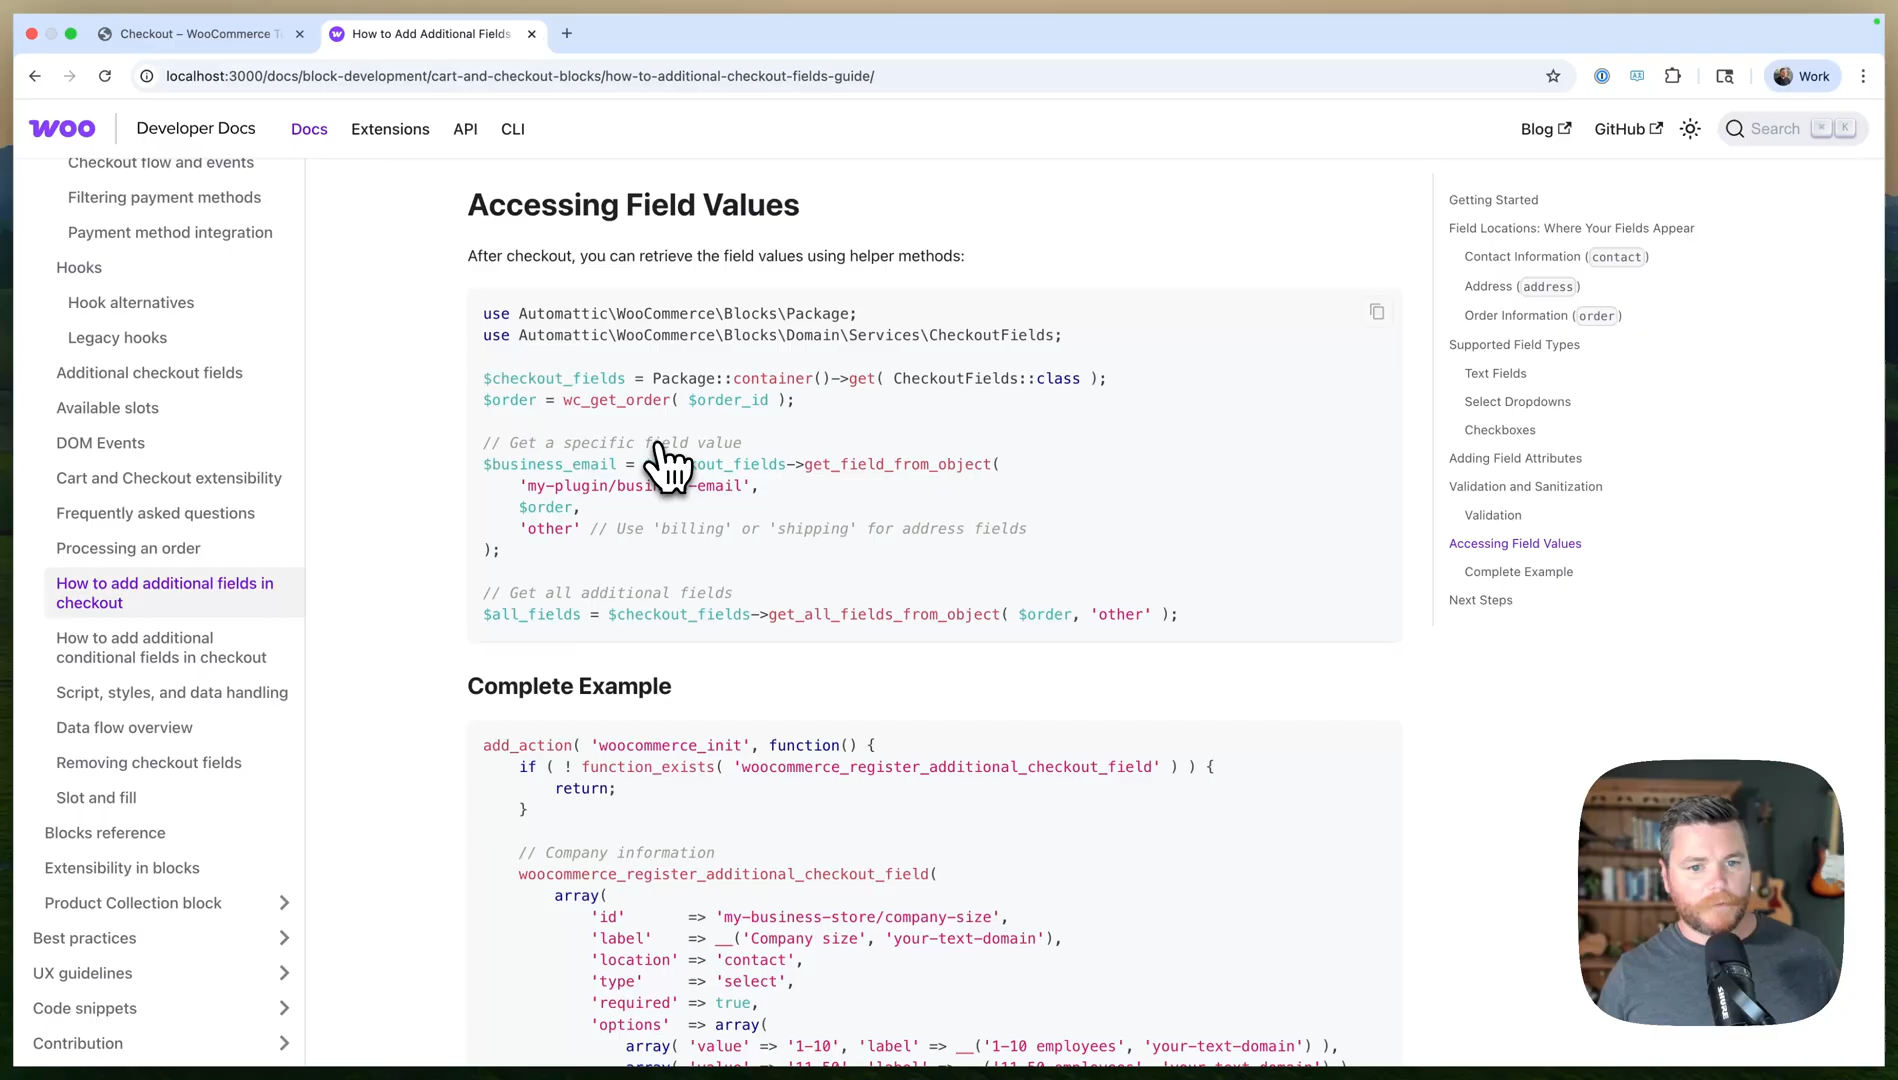 Checkout – WooCommerce T
How to Add Additional Fields
localhost:3000/docs/block-development/cart-and-checkout-blocks/how-to-additional-checkout-fields-guide/
Work
woo
Developer Docs
Docs
Extensions
API
CLI
Blog
GitHub
Search
⌘
K
Checkout flow and events
Filtering payment methods
Payment method integration
Hooks
Hook alternatives
Legacy hooks
Additional checkout fields
Available slots
DOM Events
Cart and Checkout extensibility
Frequently asked questions
Processing an order
How to add additional fields in
checkout
How to add additional
conditional fields in checkout
Script, styles, and data handling
Data flow overview
Removing checkout fields
Slot and fill
Blocks reference
Extensibility in blocks
Product Collection block
Best practices
UX guidelines
Code snippets
Contribution
Accessing Field Values
After checkout, you can retrieve the field values using helper methods:
use Automattic\WooCommerce\Blocks\Package;
use Automattic\WooCommerce\Blocks\Domain\Services\CheckoutFields;
$checkout_fields = Package::container()->get( CheckoutFields::class );
$order = wc_get_order( $order_id );
// Get a specific field value
$business_email = out_fields->get_field_from_object(
'my-plugin/busi -email',
$order,
'other' // Use 'billing' or 'shipping' for address fields
);
// Get all additional fields
$all_fields = $checkout_fields->get_all_fields_from_object( $order, 'other' );
Complete Example
add_action( 'woocommerce_init', function() {
if ( ! function_exists( 'woocommerce_register_additional_checkout_field' ) ) {
return;
}
// Company information
woocommerce_register_additional_checkout_field(
array(
'id' => 'my-business-store/company-size',
'label' => __('Company size', 'your-text-domain'),
'location' => 'contact',
'type' => 'select',
'required' => true,
'options' => array(
array( 'value' => '1-10', 'label' => __('1-10 employees', 'your-text-domain') ),
array( 'value' => '11-50', 'label' => __('11-50 employees', 'your-text-domain') )
Getting Started
Field Locations: Where Your Fields Appear
Contact Information (contact)
Address (address)
Order Information (order)
Supported Field Types
Text Fields
Select Dropdowns
Checkboxes
Adding Field Attributes
Validation and Sanitization
Validation
Accessing Field Values
Complete Example
Next Steps
SHURE